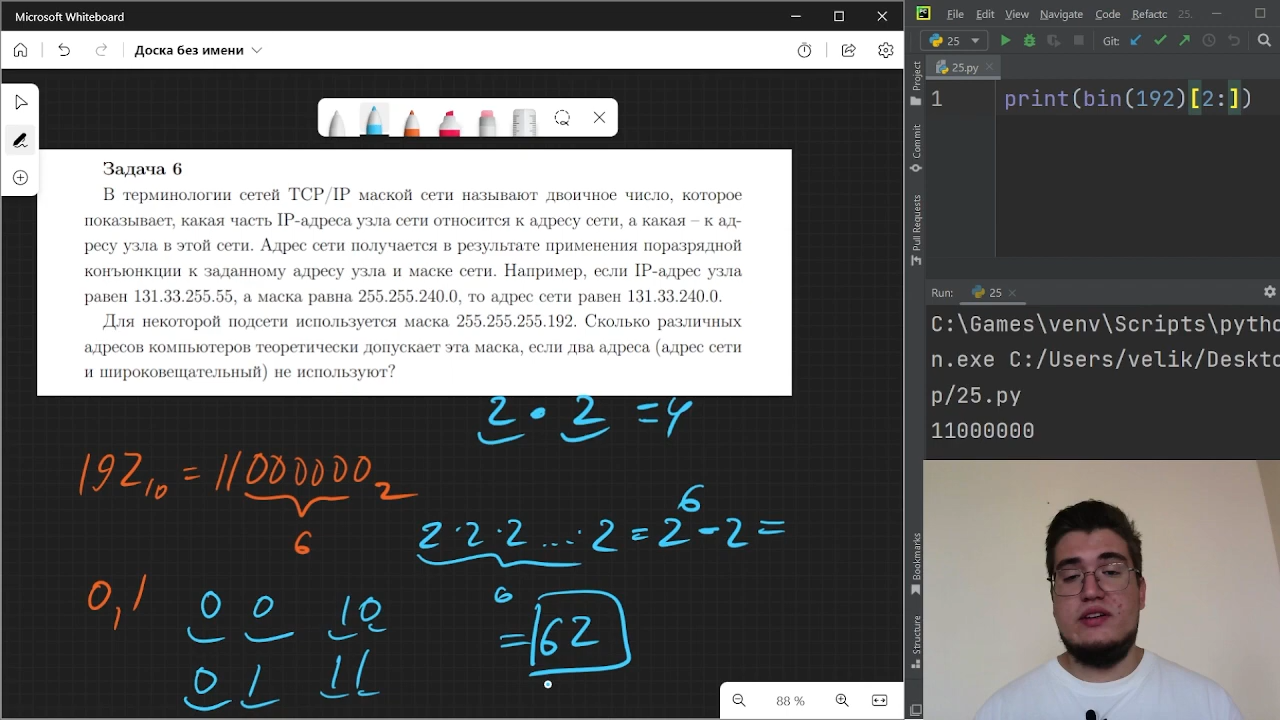 Microsoft Whiteboard
Доска без имени
Задача 6
В терминологии сетей TCP/IP маской сети называют двоичное число, которое
показывает, какая часть IP-адреса узла сети относится к адресу сети, а какая – к ад-
ресу узла в этой сети. Адрес сети получается в результате применения поразрядной
конъюнкции к заданному адресу узла и маске сети. Например, если IP-адрес узла
равен 131.33.255.55, а маска равна 255.255.240.0, то адрес сети равен 131.33.240.0.
Для некоторой подсети используется маска 255.255.255.192. Сколько различных
адресов компьютеров теоретически допускает эта маска, если два адреса (адрес сети
и широковещательный) не используют?
2 · 2 = 4
192₁₀ = 11000000₂
6
2 · 2 · 2 ... · 2 = 2⁶ - 2 =
6
= 62
0,1
0 0 10
0 1 11
88 %
File Edit View Navigate Code Refactc 25.
25 Git:
Project
25.py
1 print(bin(192)[2:])
Commit
Pull Requests
Run: 25
C:\Games\venv\Scripts\pytho
n.exe C:/Users/velik/Deskto
p/25.py
11000000
Bookmarks
Structure